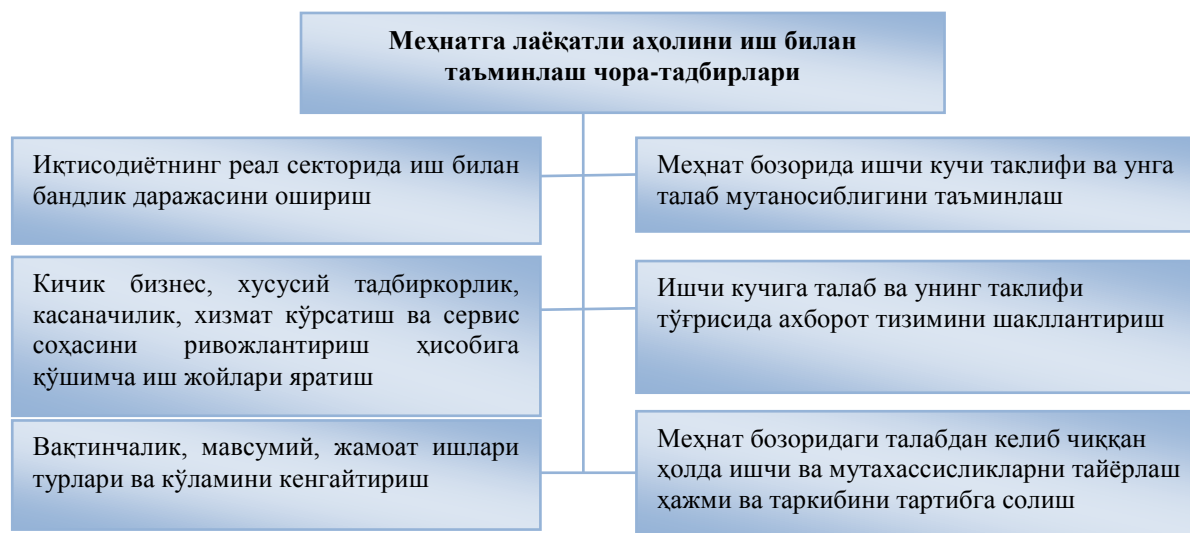 Меҳнатга лаёқатли аҳолини иш билан
таъминлаш чора-тадбирлари
Иқтисодиётнинг реал секторида иш билан
бандлик даражасини ошириш
Меҳнат бозорида ишчи кучи таклифи ва унга
талаб мутаносиблигини таъминлаш
Кичик бизнес, хусусий тадбиркорлик,
касаначилик, хизмат кўрсатиш ва сервис
соҳасини ривожлантириш ҳисобига
қўшимча иш жойлари яратиш
Ишчи кучига талаб ва унинг таклифи
тўғрисида ахборот тизимини шакллантириш
Вақтинчалик, мавсумий, жамоат ишлари
турлари ва кўламини кенгайтириш
Меҳнат бозоридаги талабдан келиб чиққан
ҳолда ишчи ва мутахассисликларни тайёрлаш
ҳажми ва таркибини тартибга солиш